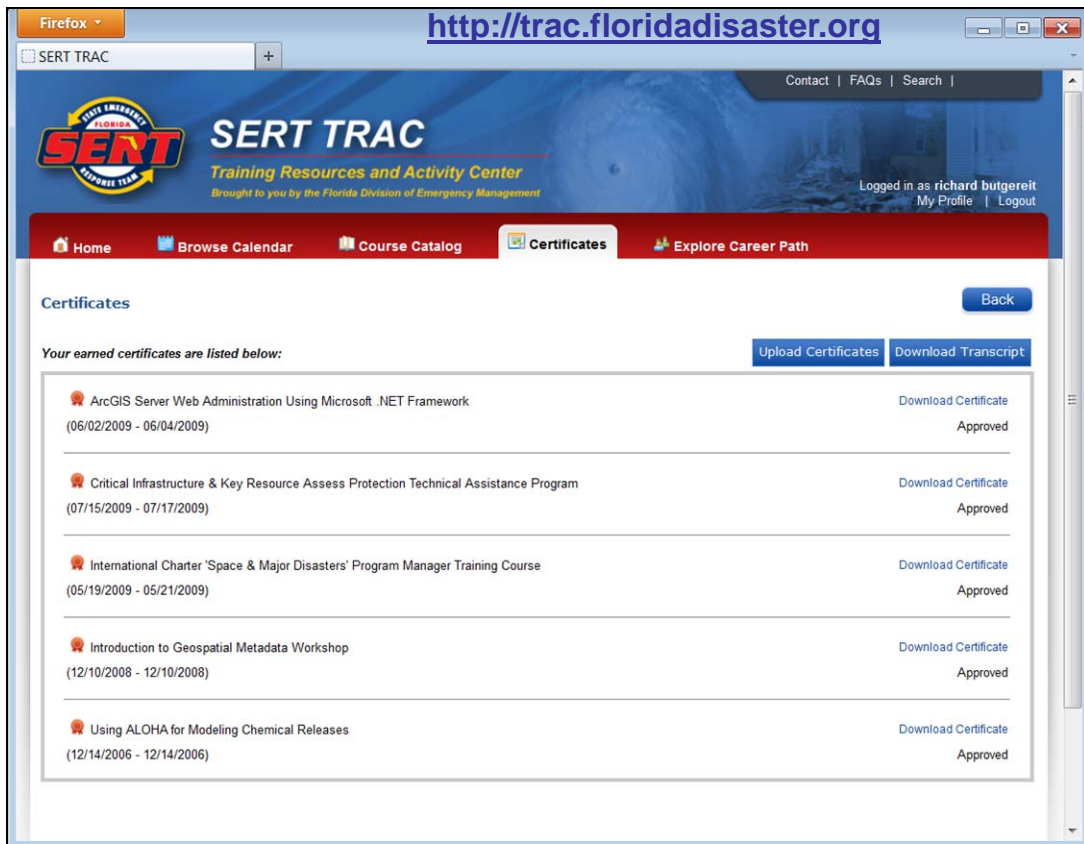 Firefox
http://trac.floridadisaster.org
SERT TRAC
Contact | FAQs | Search |
STATE EMERGENCY
FLORIDA
SERT
RESPONSE TEAM
SERT TRAC
Training Resources and Activity Center
Brought to you by the Florida Division of Emergency Management
Logged in as richard butgereit
My Profile | Logout
Home Browse Calendar Course Catalog Certificates Explore Career Path
Certificates Back
Your earned certificates are listed below: Upload Certificates Download Transcript
ArcGIS Server Web Administration Using Microsoft .NET Framework Download Certificate
(06/02/2009 - 06/04/2009) Approved
Critical Infrastructure & Key Resource Assess Protection Technical Assistance Program Download Certificate
(07/15/2009 - 07/17/2009) Approved
International Charter 'Space & Major Disasters' Program Manager Training Course Download Certificate
(05/19/2009 - 05/21/2009) Approved
Introduction to Geospatial Metadata Workshop Download Certificate
(12/10/2008 - 12/10/2008) Approved
Using ALOHA for Modeling Chemical Releases Download Certificate
(12/14/2006 - 12/14/2006) Approved